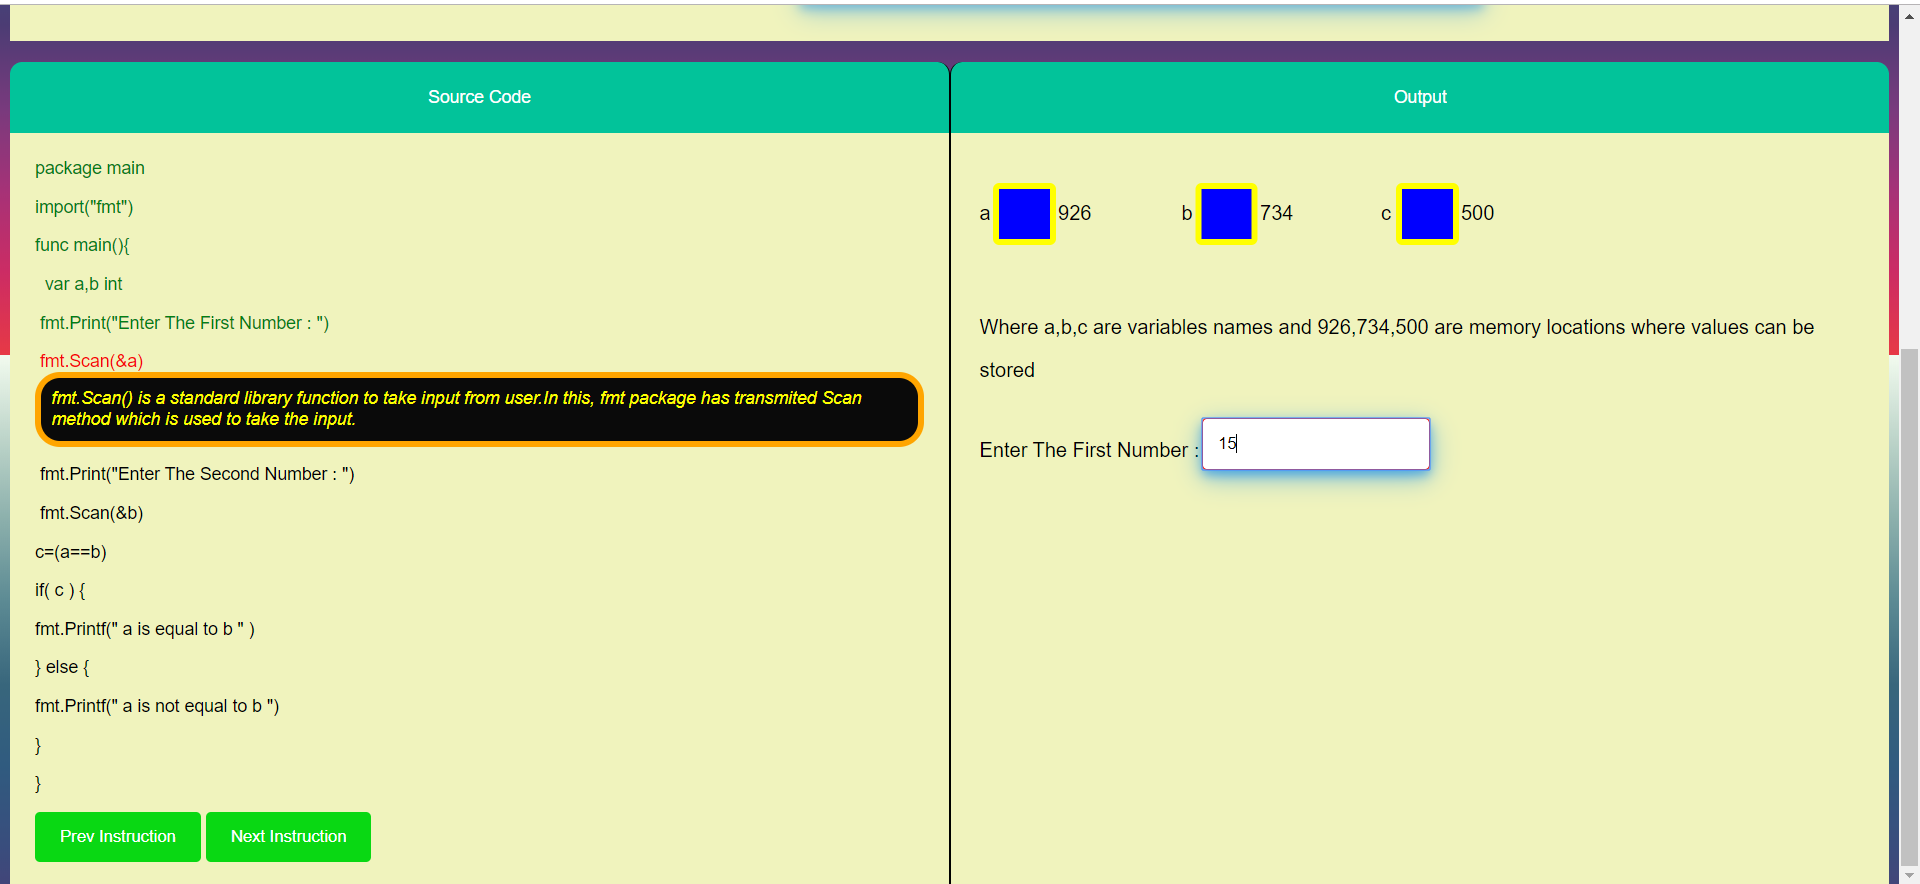 Source Code
package main
import("fmt")
func main(){
var a,b int
fmt.Print("Enter The First Number : ")
fmt.Scan(&a)
fmt.Scan() is a standard library function to take input from user.In this, fmt package has transmited Scan
method which is used to take the input.
fmt.Print("Enter The Second Number : ")
fmt.Scan(&b)
c=(a==b)
if( c ) {
fmt.Printf(" a is equal to b " )
} else {
fmt.Printf(" a is not equal to b ")
}
}
Prev Instruction Next Instruction
Output
a 926 b 734 c 500
Where a,b,c are variables names and 926,734,500 are memory locations where values can be
stored
Enter The First Number : 15